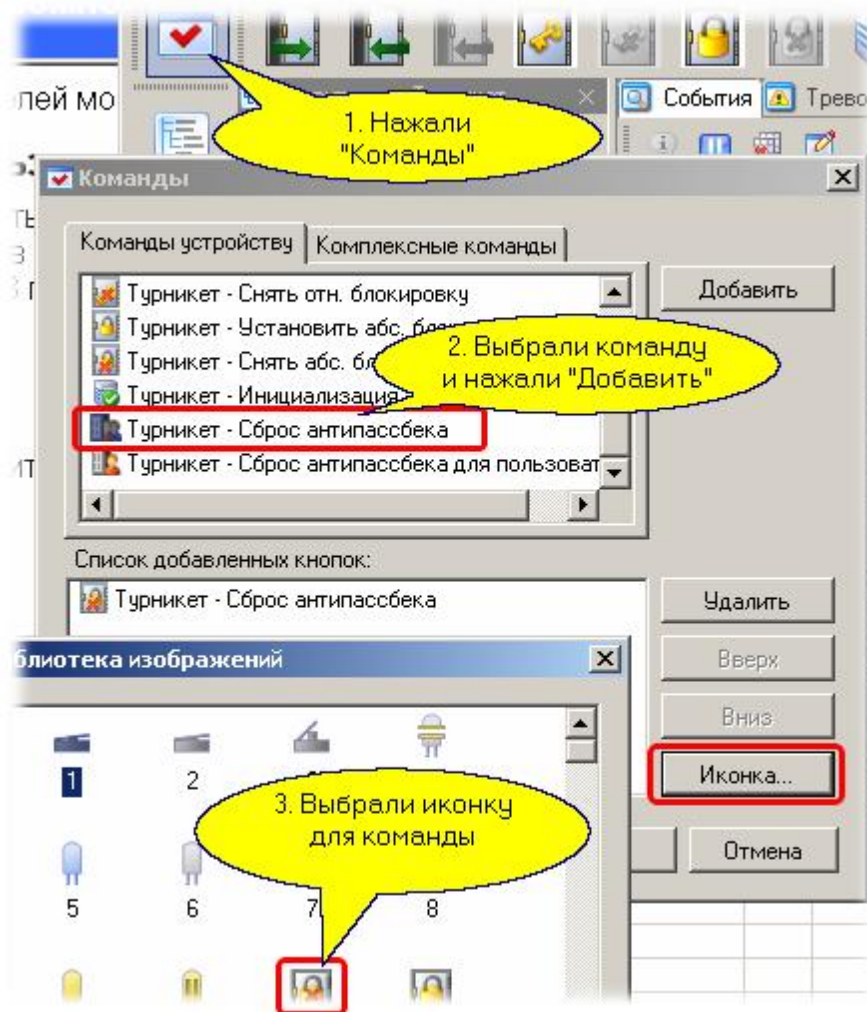 лей мо
События
Трево
1. Нажали
"Команды"
Команды
Команды устройству
Комплексные команды
Турникет - Снять отн. блокировку
Добавить
Турникет - Установить абс.
Турникет - Снять абс.
2. Выбрали команду
и нажали "Добавить"
Турникет - Инициализация
Турникет - Сброс антипассбека
Турникет - Сброс антипассбека для пользоват
Список добавленных кнопок:
Турникет - Сброс антипассбека
Удалить
блиотека изображений
Вверх
Вниз
1
2
Иконка...
3. Выбрали иконку
для команды
Отмена
5
6
7
8